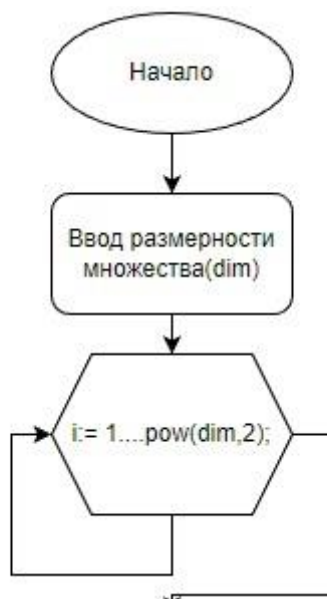 Начало
Ввод размерности
множества(dim)
i:= 1....pow(dim,2);